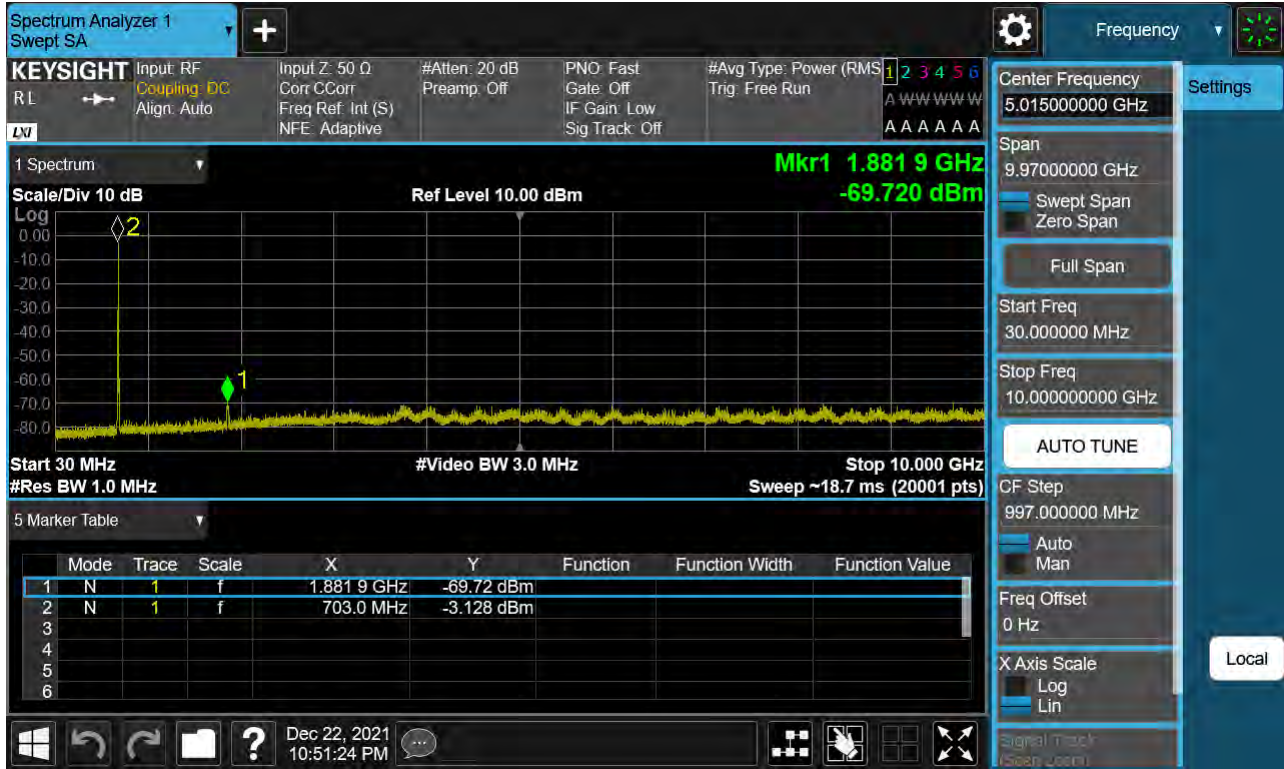 Spectrum Analyzer 1
Swept SA
Frequency
KEYSIGHT
RL
LXI
Input: RF
Coupling: DC
Align: Auto
Input Z: 50 Ω
Corr CCorr
Freq Ref: Int (S)
NFE: Adaptive
#Atten: 20 dB
Preamp: Off
PNO: Fast
Gate: Off
IF Gain: Low
Sig Track: Off
#Avg Type: Power (RMS
Trig: Free Run
1 2 3 4 5 6
A W W W W W
A A A A A A
1 Spectrum
Scale/Div 10 dB
Ref Level 10.00 dBm
Mkr1 1.881 9 GHz
-69.720 dBm
Log
0.00
-10.0
-20.0
-30.0
-40.0
-50.0
-60.0
-70.0
-80.0
2
1
Start 30 MHz
#Video BW 3.0 MHz
Stop 10.000 GHz
#Res BW 1.0 MHz
Sweep ~18.7 ms (20001 pts)
5 Marker Table
Mode Trace Scale X Y Function Function Width Function Value
1 N 1 f 1.881 9 GHz -69.72 dBm
2 N 1 f 703.0 MHz -3.128 dBm
3
4
5
6
Center Frequency
5.015000000 GHz
Settings
Span
9.97000000 GHz
Swept Span
Zero Span
Full Span
Start Freq
30.000000 MHz
Stop Freq
10.000000000 GHz
AUTO TUNE
CF Step
997.000000 MHz
Auto
Man
Freq Offset
0 Hz
X Axis Scale
Log
Lin
Local
Signal Track
(Span Zoom)
?
Dec 22, 2021
10:51:24 PM